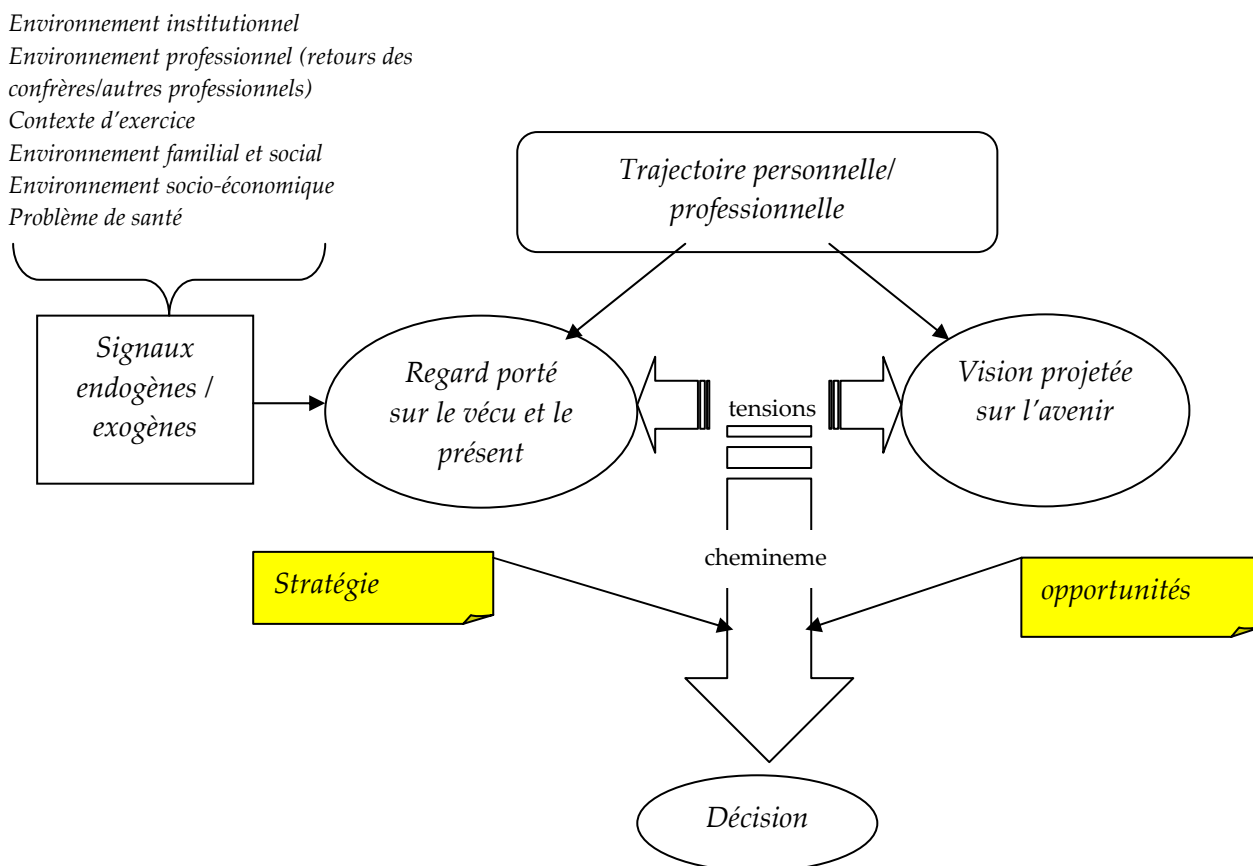 Environnement institutionnel
Environnement professionnel (retours des
confrères/autres professionnels)
Contexte d'exercice
Environnement familial et social
Environnement socio-économique
Problème de santé
Trajectoire personnelle/
professionnelle
Signaux
endogènes /
exogènes
Regard porté
sur le vécu et le
présent
tensions
Vision projetée
sur l'avenir
chemineme
Stratégie
opportunités
Décision